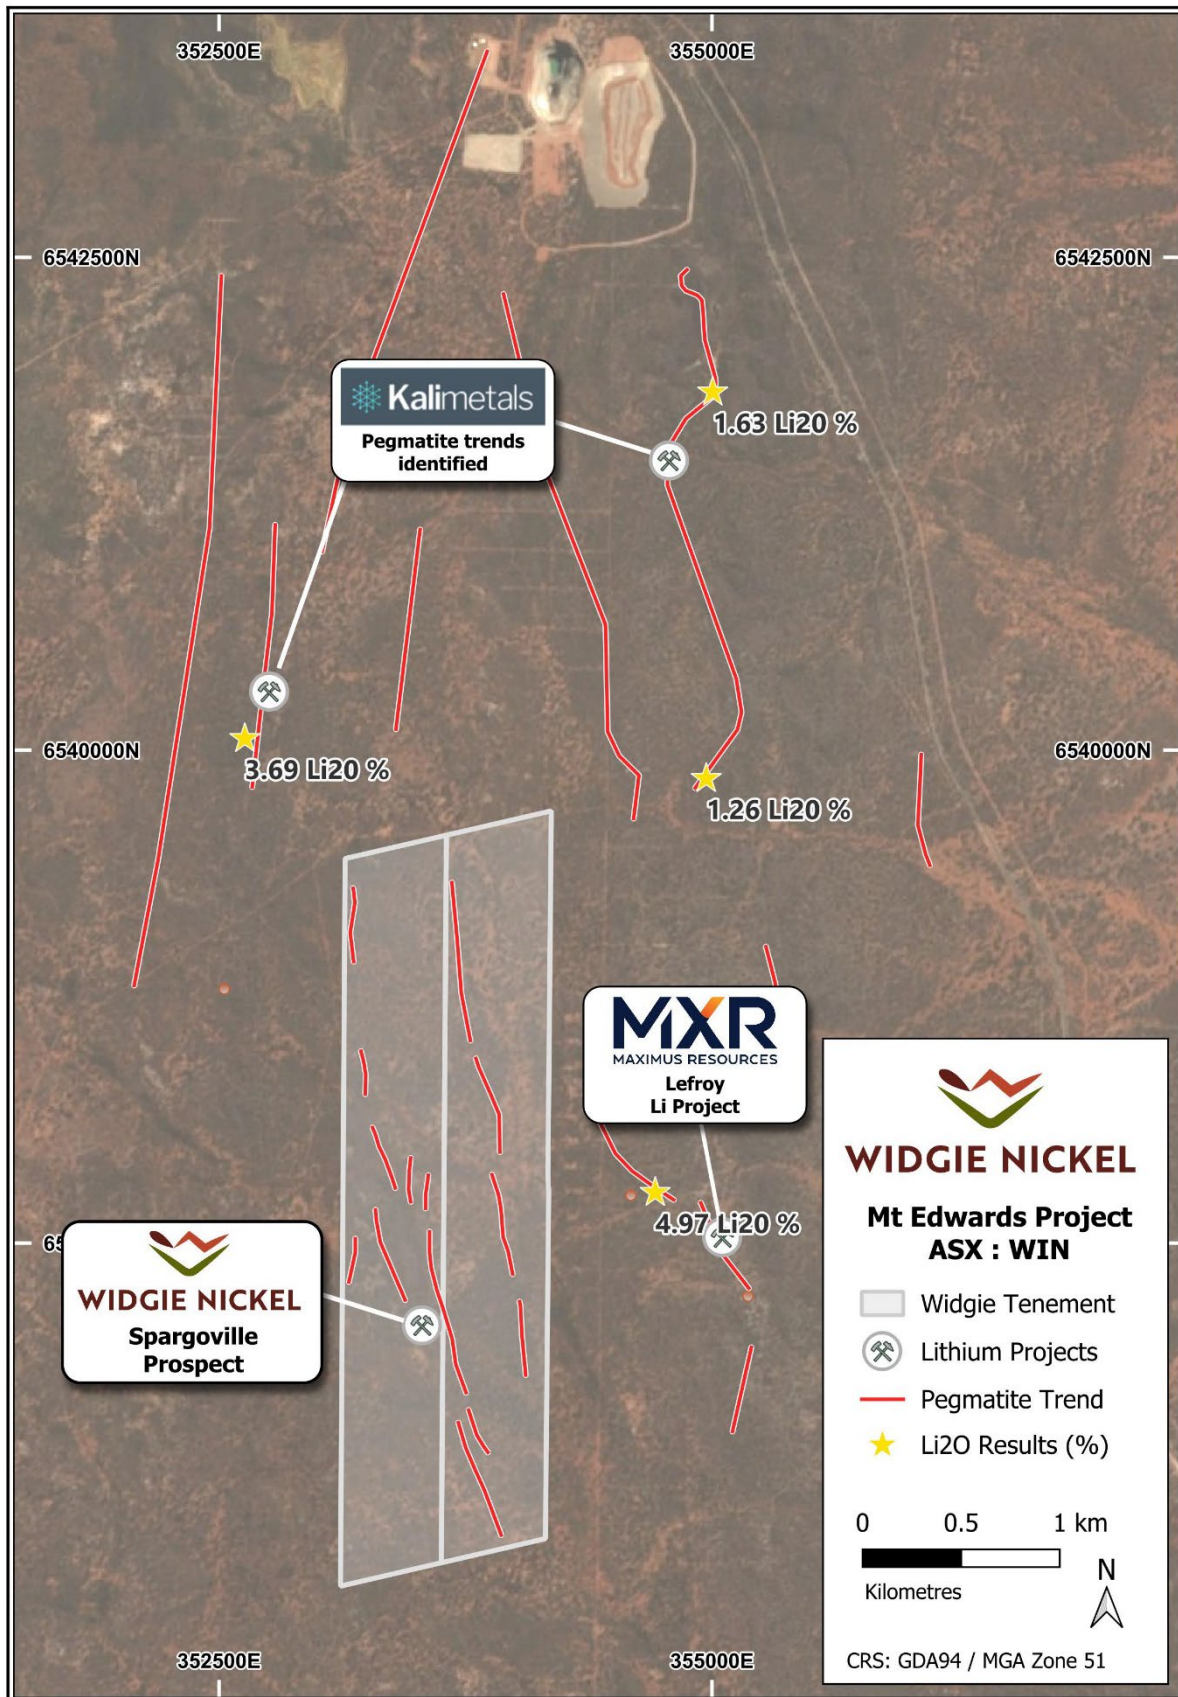 352500E
355000E
6542500N
6542500N
Kalimetals
Pegmatite trends
identified
1.63 Li20 %
6540000N
6540000N
3.69 Li20 %
1.26 Li20 %
MXR
MAXIMUS RESOURCES
Lefroy
Li Project
4.97 Li20 %
WIDGIE NICKEL
Spargoville
Prospect
WIDGIE NICKEL
Mt Edwards Project
ASX : WIN
Widgie Tenement
Lithium Projects
Pegmatite Trend
Li2O Results (%)
0 0.5 1 km
Kilometres
N
CRS: GDA94 / MGA Zone 51
352500E
355000E